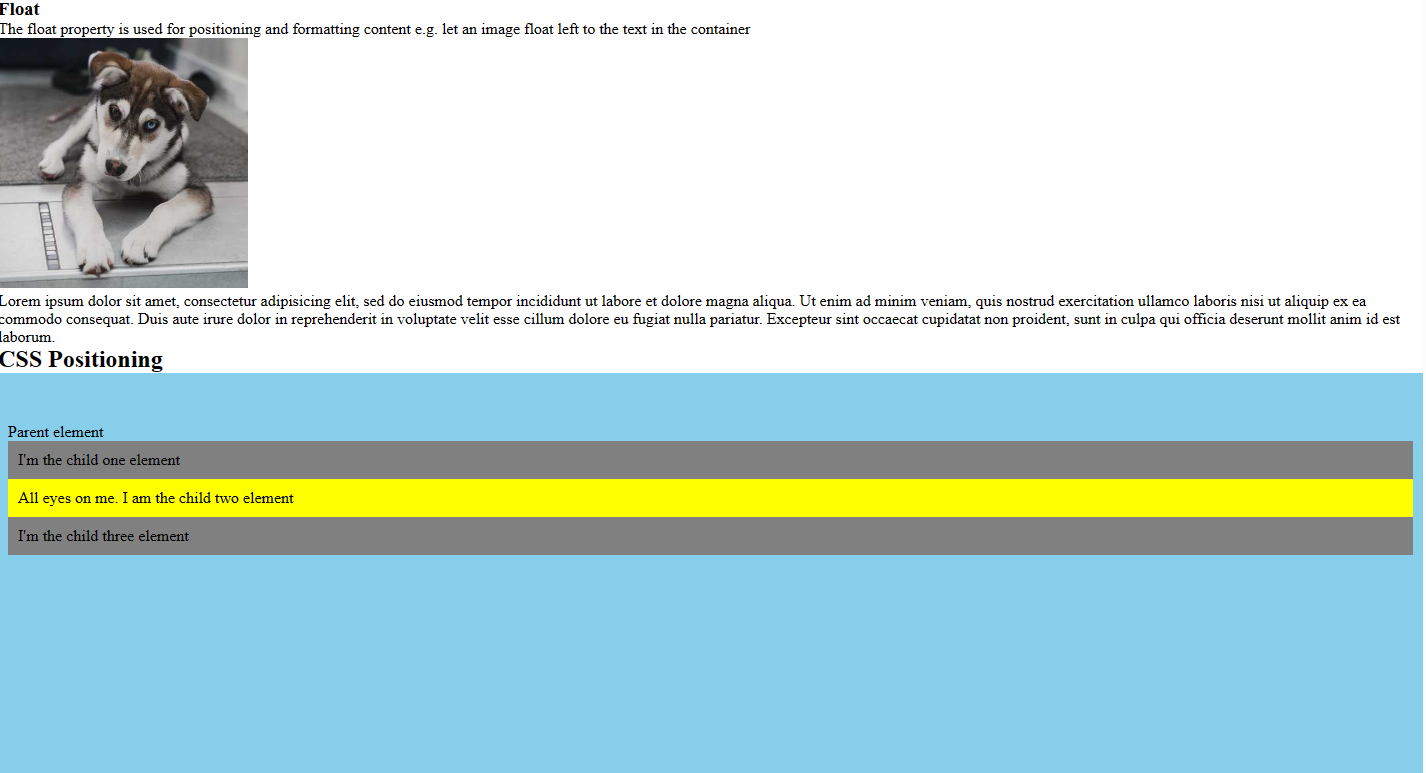 Float
The float property is used for positioning and formatting content e.g. let an image float left to the text in the container
Lorem ipsum dolor sit amet, consectetur adipisicing elit, sed do eiusmod tempor incididunt ut labore et dolore magna aliqua. Ut enim ad minim veniam, quis nostrud exercitation ullamco laboris nisi ut aliquip ex ea
commodo consequat. Duis aute irure dolor in reprehenderit in voluptate velit esse cillum dolore eu fugiat nulla pariatur. Excepteur sint occaecat cupidatat non proident, sunt in culpa qui officia deserunt mollit anim id est
laborum.
CSS Positioning
Parent element
I'm the child one element
All eyes on me. I am the child two element
I'm the child three element